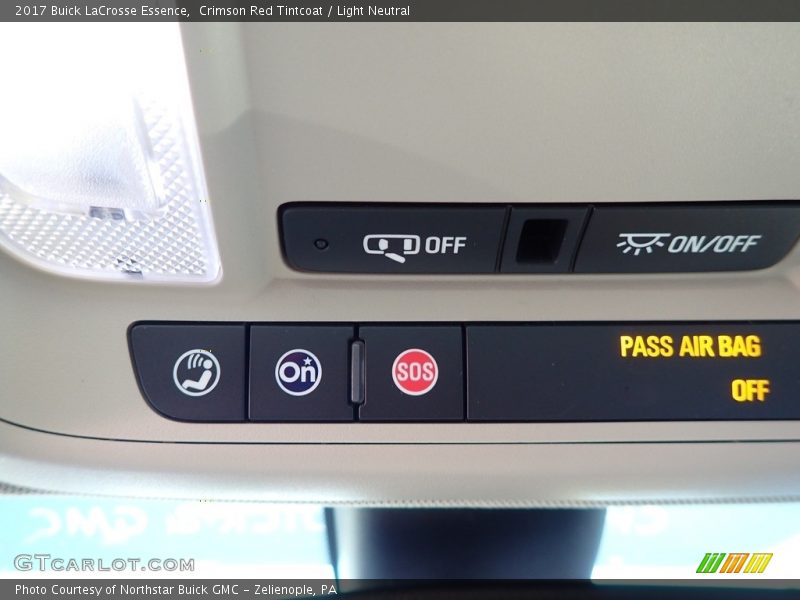 2017 Buick LaCrosse Essence,  Crimson Red Tintcoat / Light Neutral
OFF
ON/OFF
On
SOS
PASS AIR BAG
OFF
GMC
GTCARLOT.COM
Photo Courtesy of Northstar Buick GMC - Zelienople, PA